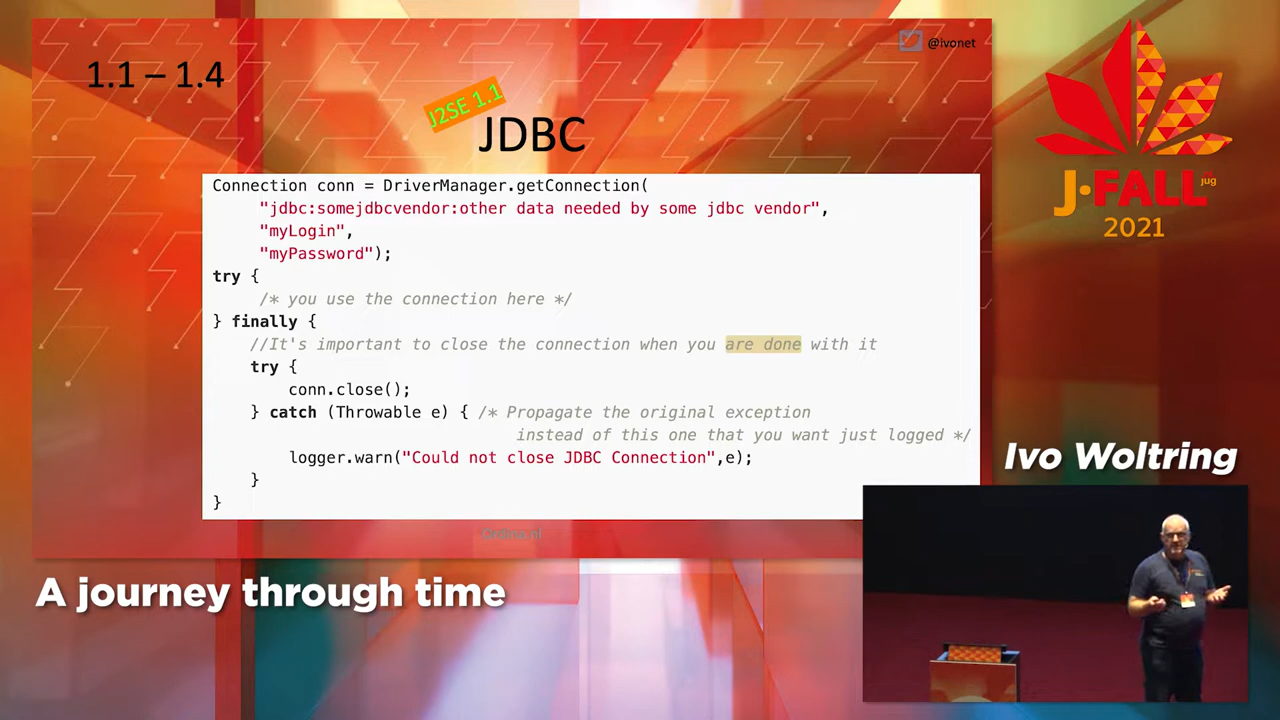 @ivonet
1.1 – 1.4
J2SE 1.1
JDBC
Connection conn = DriverManager.getConnection(
"jdbc:somejdbcvendor:other data needed by some jdbc vendor",
"myLogin",
"myPassword");
try {
/* you use the connection here */
} finally {
//It's important to close the connection when you are done with it
try {
conn.close();
} catch (Throwable e) { /* Propagate the original exception
instead of this one that you want just logged */
logger.warn("Could not close JDBC Connection",e);
}
}
J·FALL
jug
2021
Ivo Woltring
A journey through time